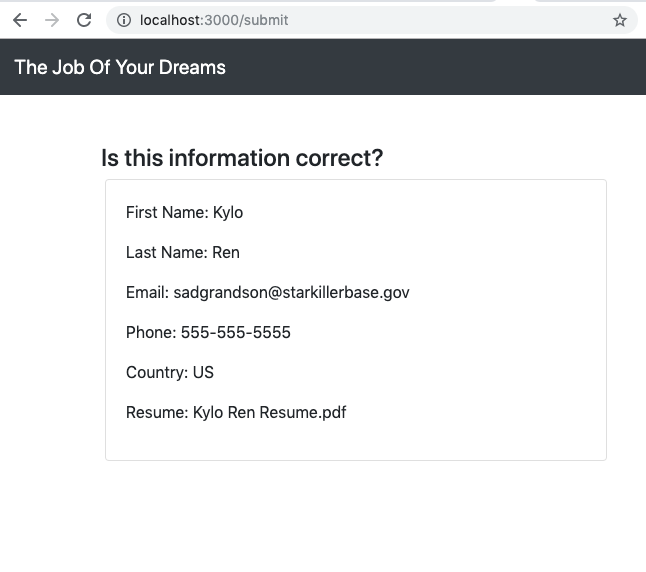 localhost:3000/submit
The Job Of Your Dreams
Is this information correct?
First Name: Kylo
Last Name: Ren
Email: sadgrandson@starkillerbase.gov
Phone: 555-555-5555
Country: US
Resume: Kylo Ren Resume.pdf